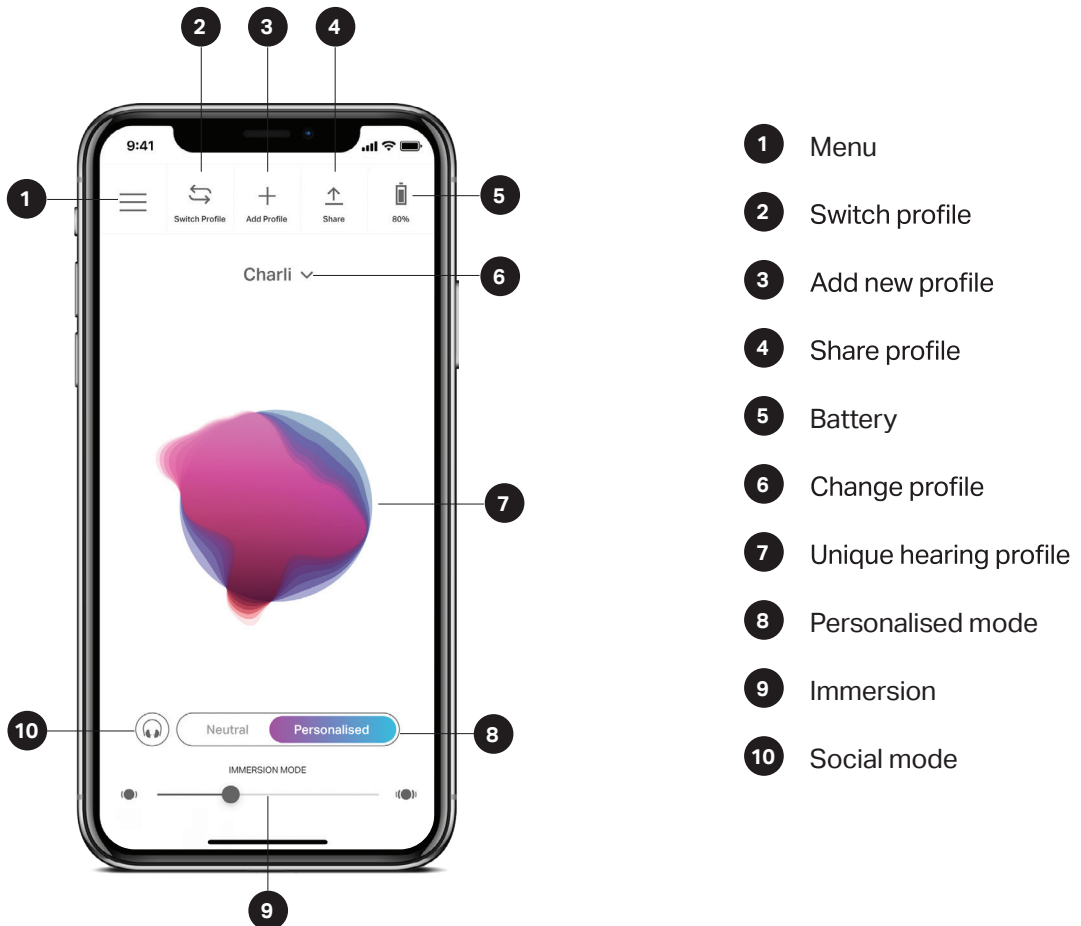 2 3 4
9:41
1
Switch Profile Add Profile Share 80%
5
Charli
6
7
10
Neutral Personalised
8
IMMERSION MODE
9
1 Menu
2 Switch profile
3 Add new profile
4 Share profile
5 Battery
6 Change profile
7 Unique hearing profile
8 Personalised mode
9 Immersion
10 Social mode